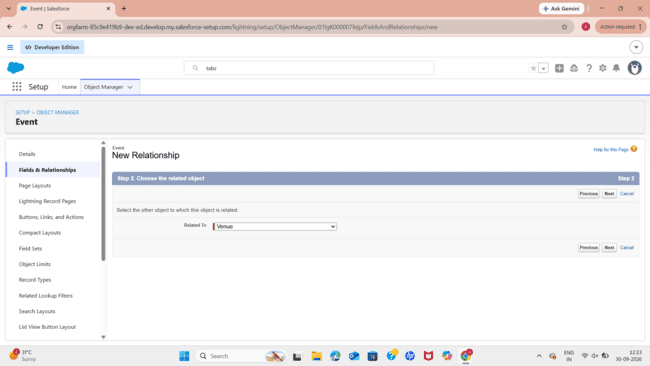 Event | Salesforce
Ask Gemini
orgfarm-85c9e419b9-dev-ed.develop.my.salesforce-setup.com/lightning/setup/ObjectManager/01IgK0000007lejp/FieldsAndRelationships/new
Action required
Developer Edition
tabs
Setup
Home
Object Manager
SETUP > OBJECT MANAGER
Event
Details
Fields & Relationships
Page Layouts
Lightning Record Pages
Buttons, Links, and Actions
Compact Layouts
Field Sets
Object Limits
Record Types
Related Lookup Filters
Search Layouts
List View Button Layout
Event
New Relationship
Help for this Page
Step 2. Choose the related object
Step 2
Previous Next Cancel
Select the other object to which this object is related.
Related To
Venue
Previous Next Cancel
31°C
Sunny
Search
ENG
IN
12:23
30-09-2026